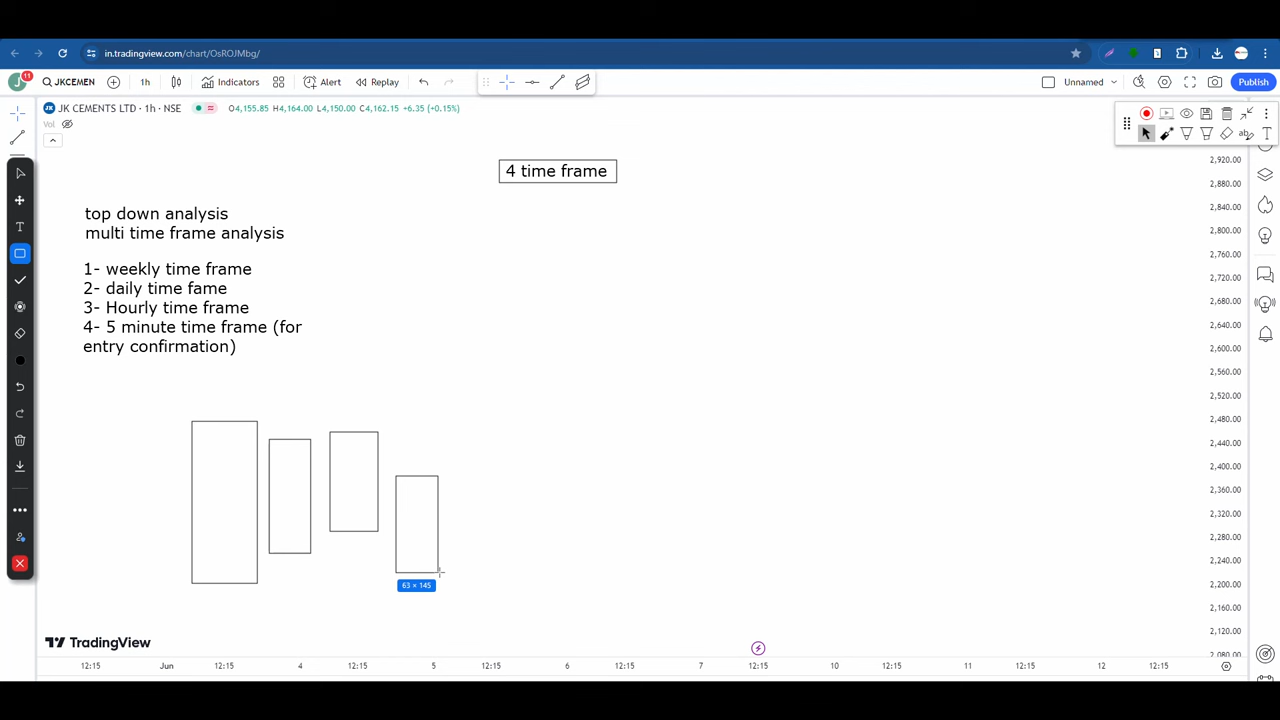 in.tradingview.com/chart/OsROJMbg/
11
JKCEMEN 1h Indicators Alert Replay Unnamed Publish
JK CEMENTS LTD · 1h · NSE O4,155.85 H4,164.00 L4,150.00 C4,162.15 +6.35 (+0.15%)
Vol
4 time frame
top down analysis
multi time frame analysis
1- weekly time frame
2- daily time fame
3- Hourly time frame
4- 5 minute time frame (for
entry confirmation)
63 × 145
2,920.00
2,880.00
2,840.00
2,800.00
2,760.00
2,720.00
2,680.00
2,640.00
2,600.00
2,560.00
2,520.00
2,480.00
2,440.00
2,400.00
2,360.00
2,320.00
2,280.00
2,240.00
2,200.00
2,160.00
2,120.00
2,080.00
TradingView
12:15 Jun 12:15 4 12:15 5 12:15 6 12:15 7 12:15 10 12:15 11 12:15 12 12:15